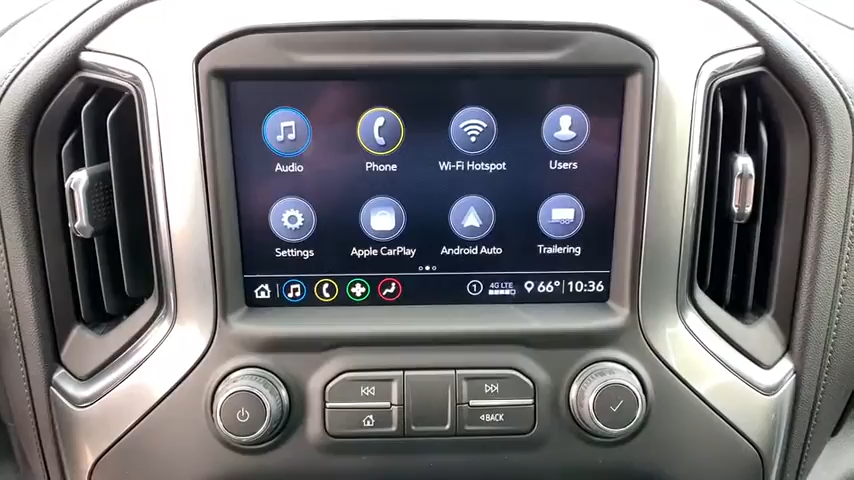 Audio
Phone
Wi-Fi Hotspot
Users
Settings
Apple CarPlay
Android Auto
Trailering
1
4G LTE
66°
10:36
BACK